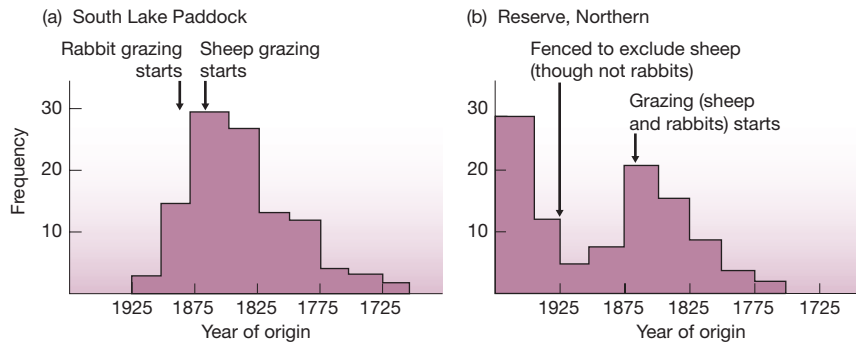 (a) South Lake Paddock
Rabbit grazing
starts
Sheep grazing
starts
30
20
10
Frequency
1925 1875 1825 1775 1725
Year of origin
(b) Reserve, Northern
Fenced to exclude sheep
(though not rabbits)
Grazing (sheep
and rabbits) starts
30
20
10
1925 1875 1825 1775 1725
Year of origin